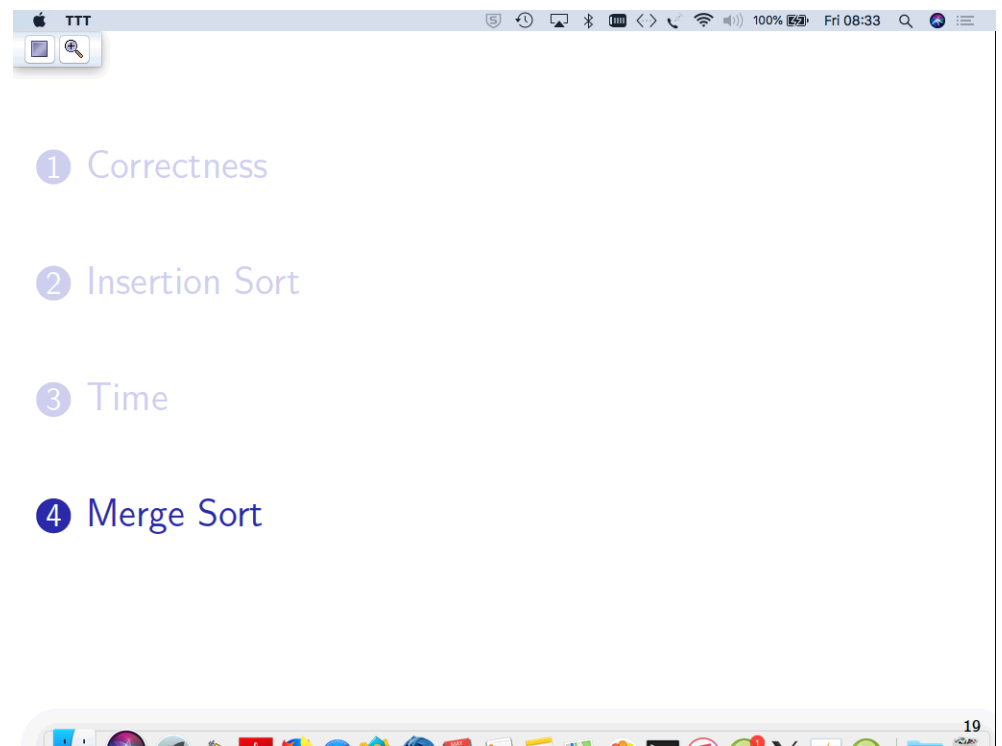 TTT 100% Fri 08:33
1 Correctness
2 Insertion Sort
3 Time
4 Merge Sort
19